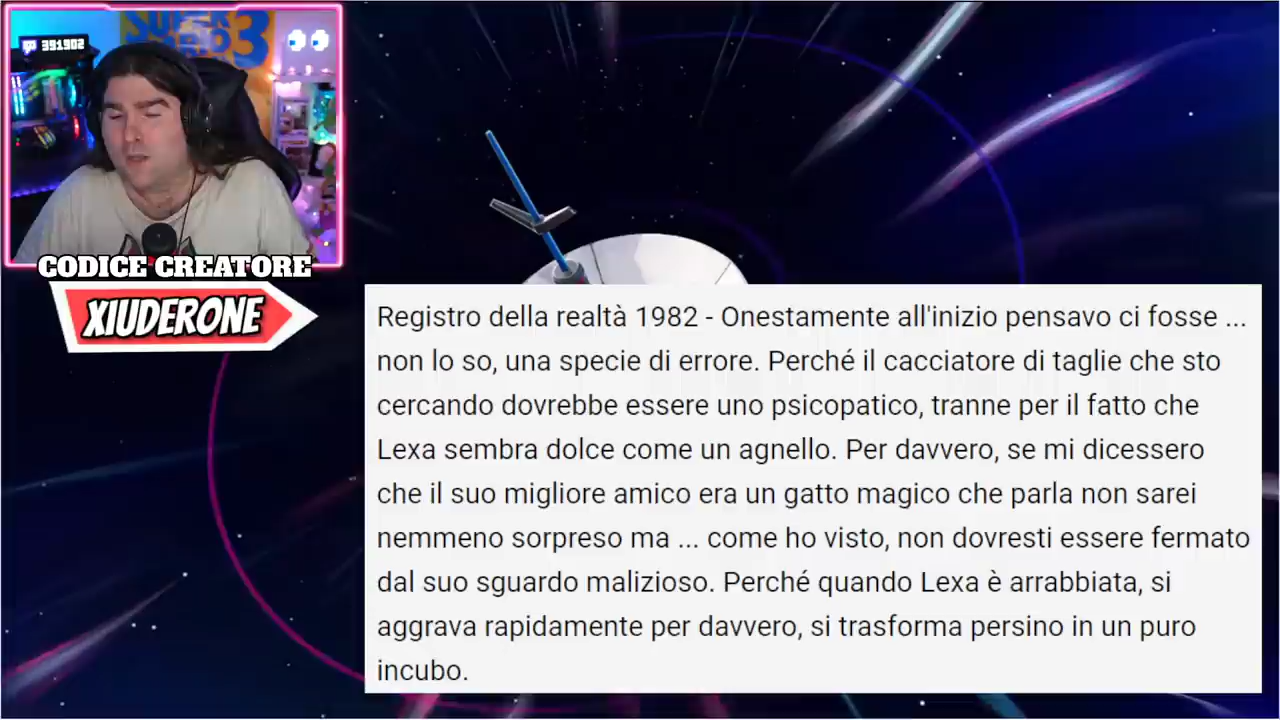 SUPER
3
391902
CODICE CREATORE
XIUDERONE
Registro della realtà 1982 - Onestamente all'inizio pensavo ci fosse ...
non lo so, una specie di errore. Perché il cacciatore di taglie che sto
cercando dovrebbe essere uno psicopatico, tranne per il fatto che
Lexa sembra dolce come un agnello. Per davvero, se mi dicessero
che il suo migliore amico era un gatto magico che parla non sarei
nemmeno sorpreso ma ... come ho visto, non dovresti essere fermato
dal suo sguardo malizioso. Perché quando Lexa è arrabbiata, si
aggrava rapidamente per davvero, si trasforma persino in un puro
incubo.